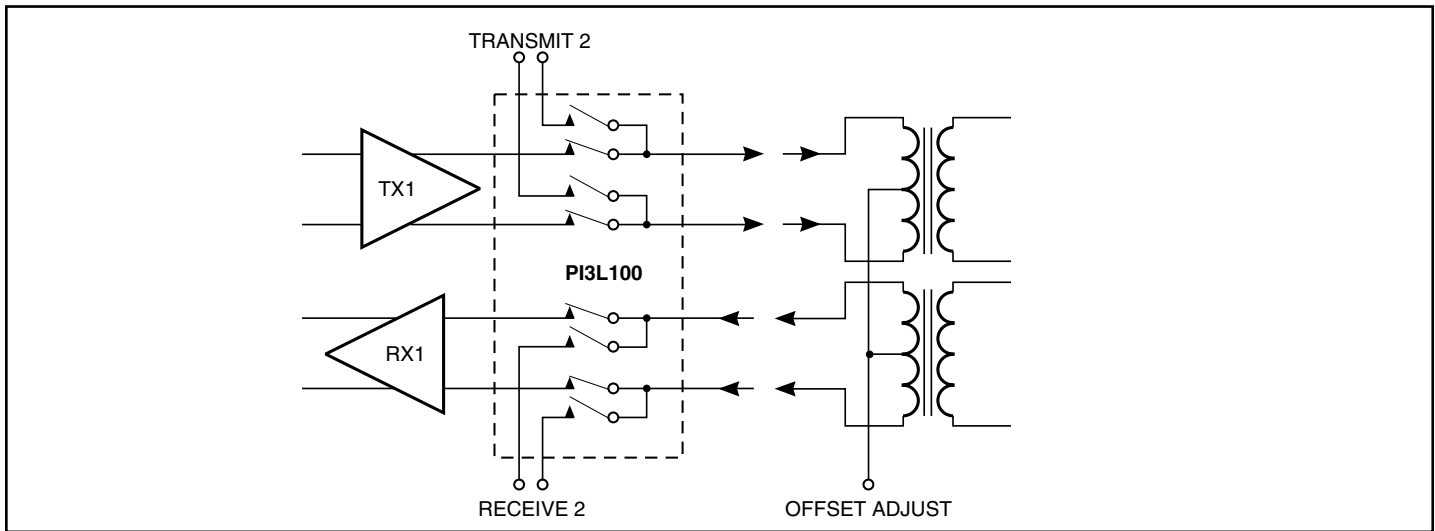 TRANSMIT 2
TX1
PI3L100
RX1
RECEIVE 2
OFFSET ADJUST